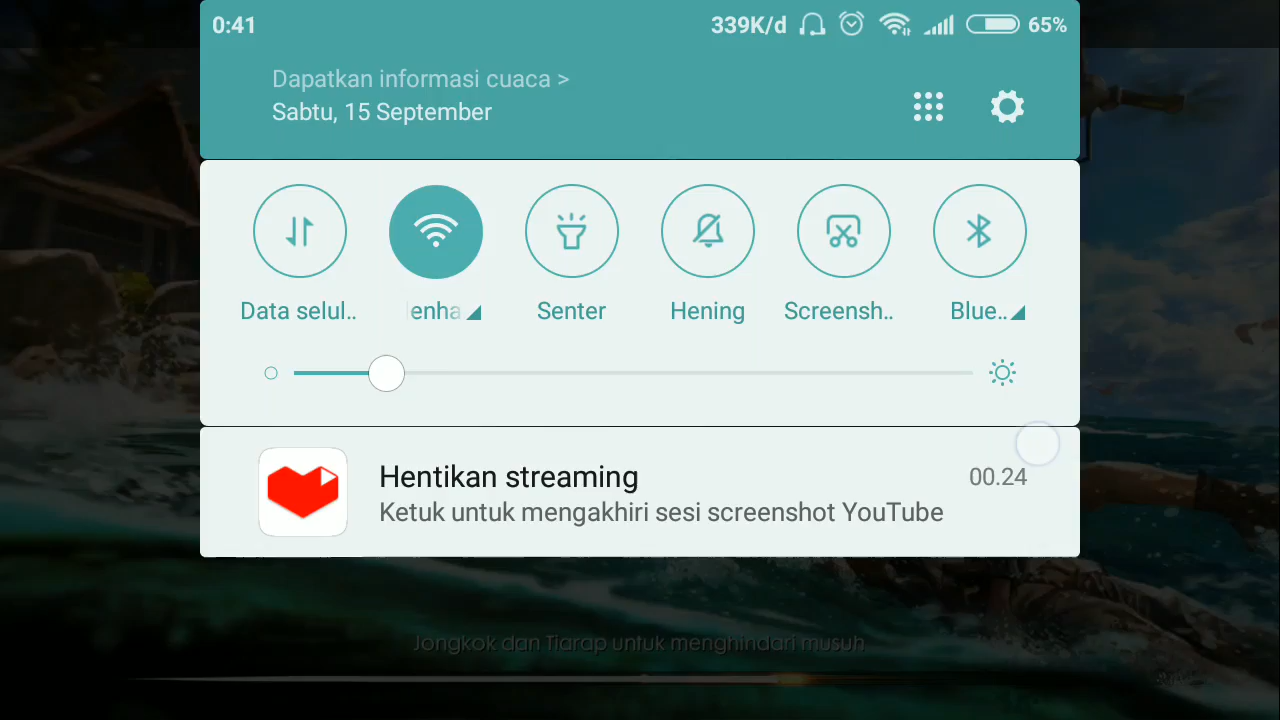 0:41
339K/d
65%
Dapatkan informasi cuaca >
Sabtu, 15 September
Data selul..
enha
Senter
Hening
Screensh..
Blue..
Hentikan streaming
00.24
Ketuk untuk mengakhiri sesi screenshot YouTube
Jongkok dan Tiarap untuk menghindari musuh